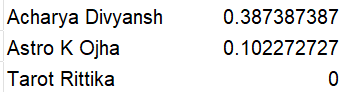 Acharya Divyansh 0.387387387
Astro K Ojha 0.102272727
Tarot Rittika 0